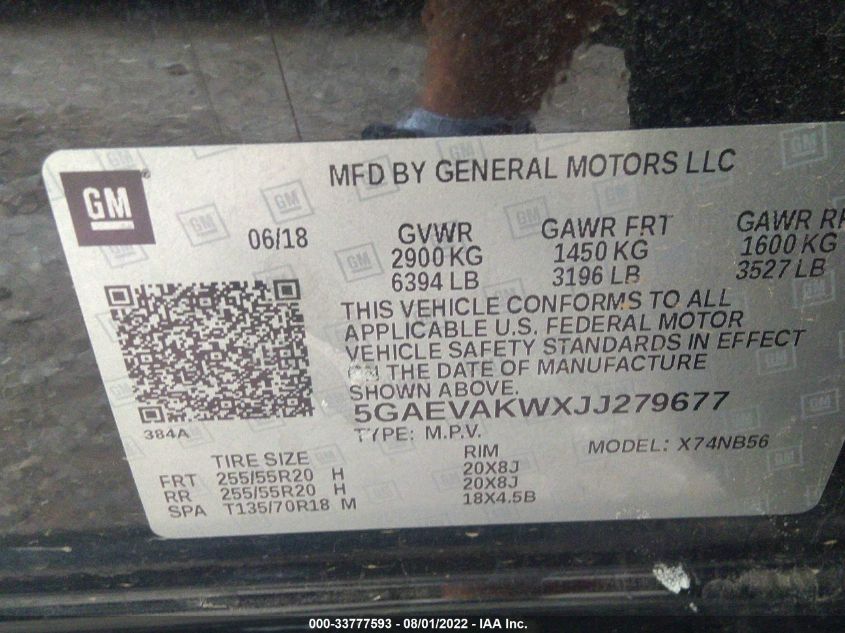 MFD BY GENERAL MOTORS LLC
GM
06/18
GVWR GAWR FRT GAWR
2900 KG 1450 KG 1600 KG
6394 LB 3196 LB 3527 LB
THIS VEHICLE CONFORMS TO ALL
APPLICABLE U.S. FEDERAL MOTOR
VEHICLE SAFETY STANDARDS IN EFFECT
ON THE DATE OF MANUFACTURE
SHOWN ABOVE.
5GAEVAKWXJJ279677
384A
TYPE: M.P.V.
MODEL: X74NB56
TIRE SIZE RIM
FRT 255/55R20 H 20X8J
RR 255/55R20 H 20X8J
SPA T135/70R18 M 18X4.5B
000-33777593 - 08/01/2022 - IAA Inc.